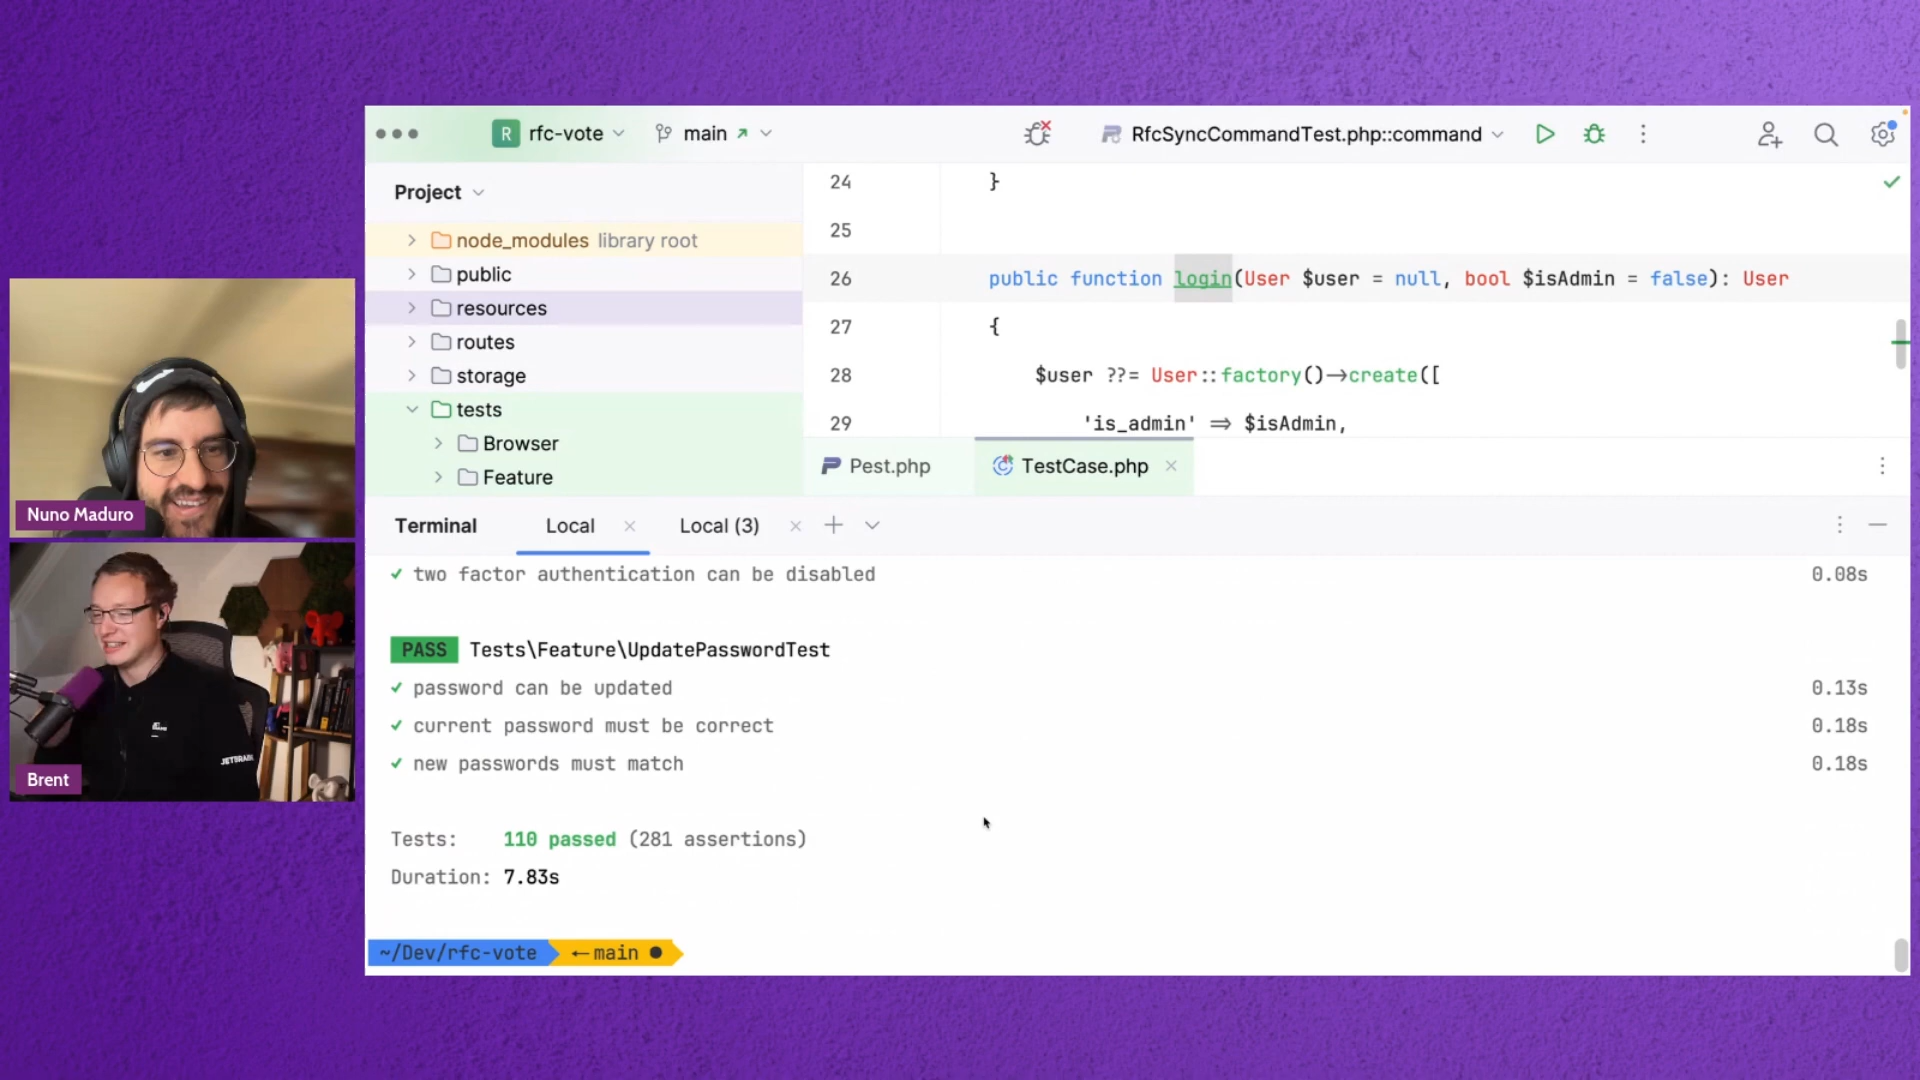 R rfc-vote main RfcSyncCommandTest.php::command
Project
node_modules library root
public
resources
routes
storage
tests
Browser
Feature
24 }
25
26 public function login(User $user = null, bool $isAdmin = false): User
27 {
28 $user ??= User::factory()->create([
29 'is_admin' => $isAdmin,
Pest.php TestCase.php
Nuno Maduro
Brent
Terminal Local Local (3)
✓ two factor authentication can be disabled 0.08s
PASS Tests\Feature\UpdatePasswordTest
✓ password can be updated 0.13s
✓ current password must be correct 0.18s
✓ new passwords must match 0.18s
Tests: 110 passed (281 assertions)
Duration: 7.83s
~/Dev/rfc-vote ←main ●